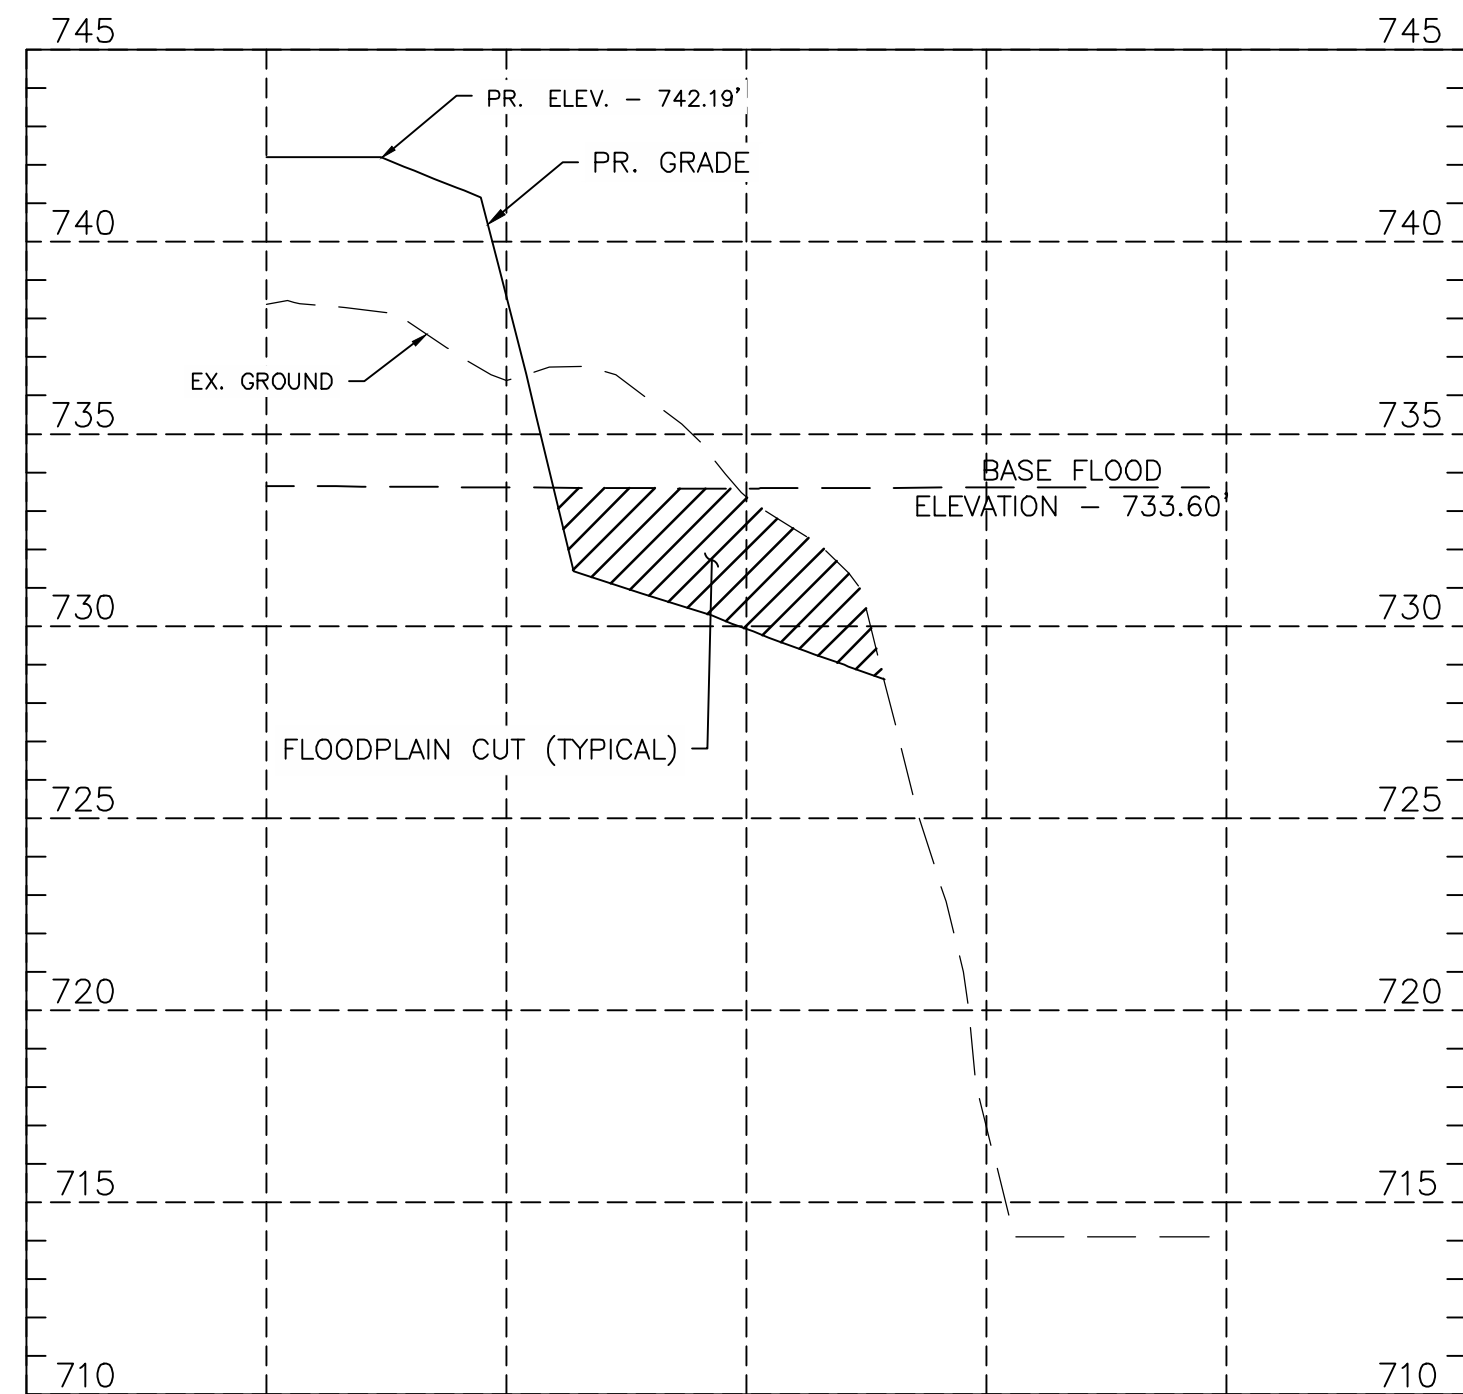 745 745
PR. ELEV. - 742.19'
PR. GRADE
740 740
EX. GROUND
735 735
BASE FLOOD
ELEVATION - 733.60'
730 730
FLOODPLAIN CUT (TYPICAL)
725 725
720 720
715 715
710 710